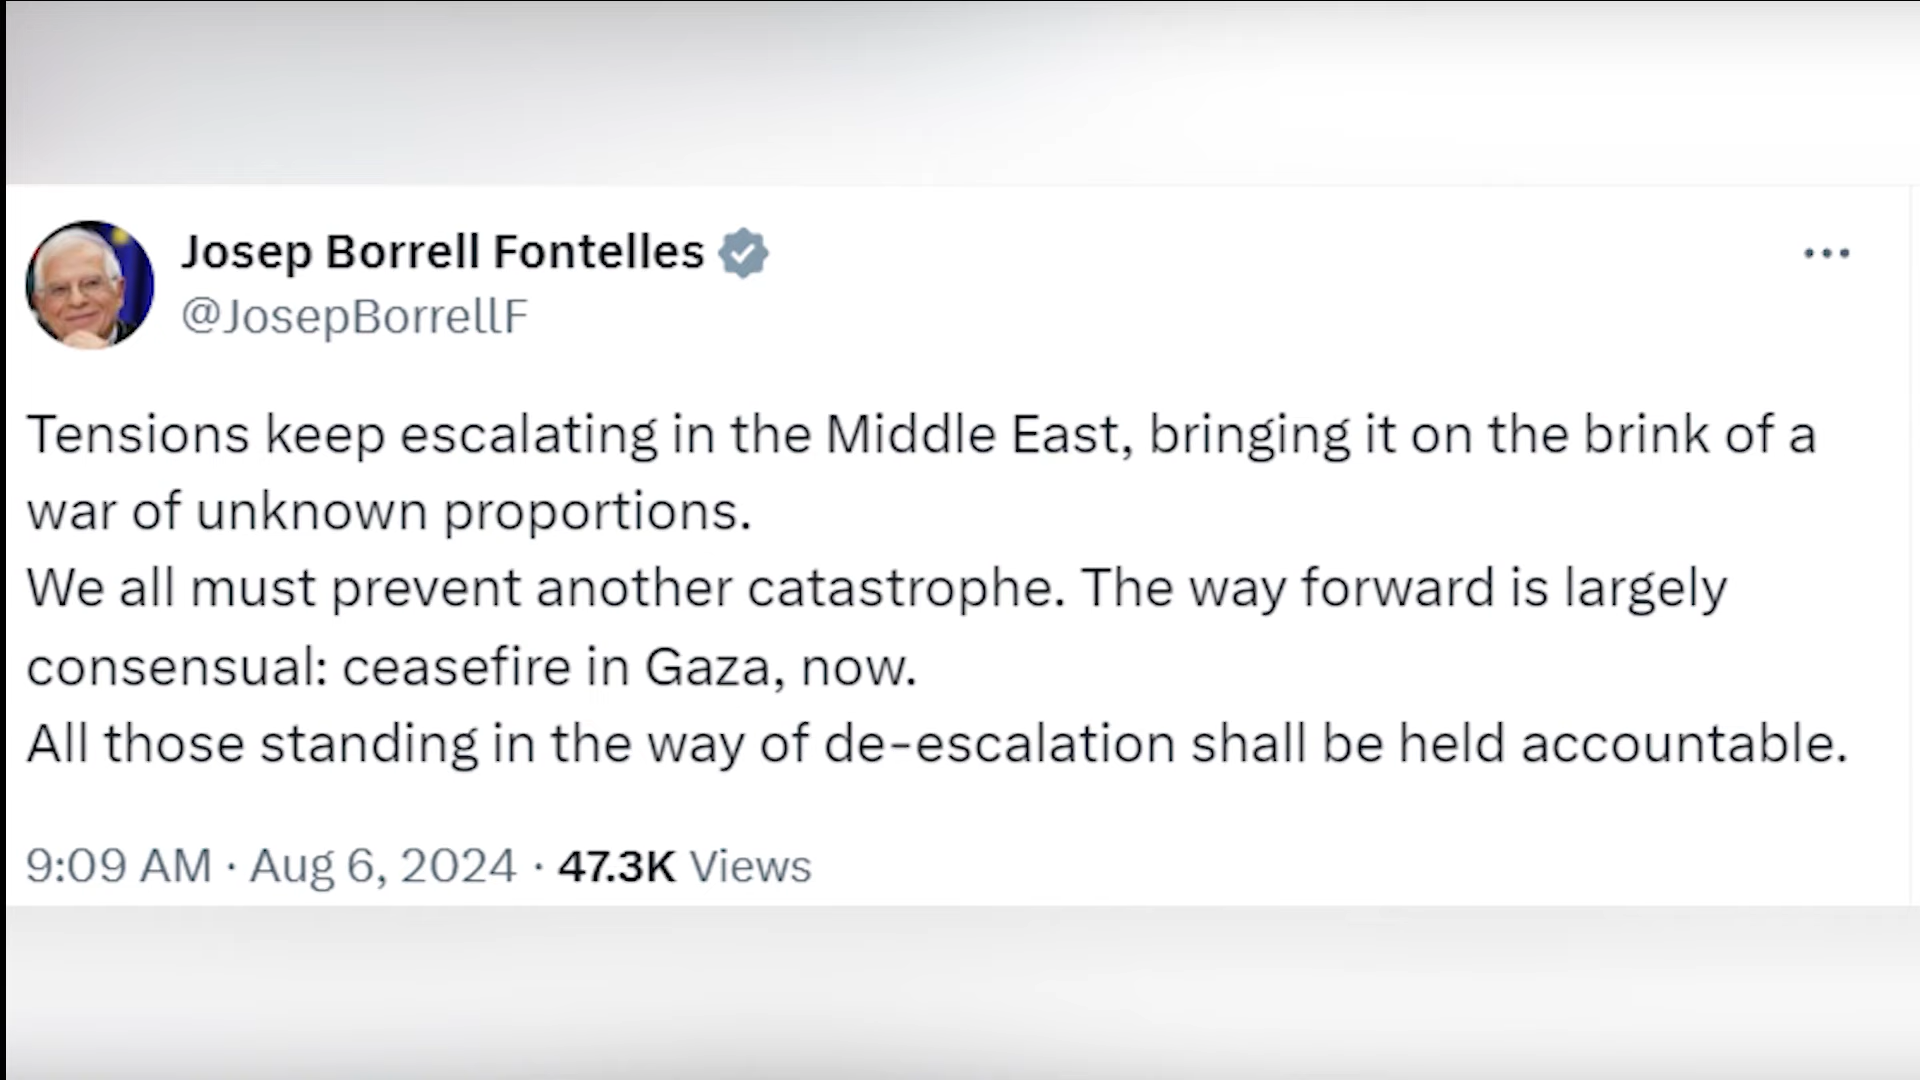 Josep Borrell Fontelles
@JosepBorrellF
Tensions keep escalating in the Middle East, bringing it on the brink of a
war of unknown proportions.
We all must prevent another catastrophe. The way forward is largely
consensual: ceasefire in Gaza, now.
All those standing in the way of de-escalation shall be held accountable.
9:09 AM · Aug 6, 2024 · 47.3K Views